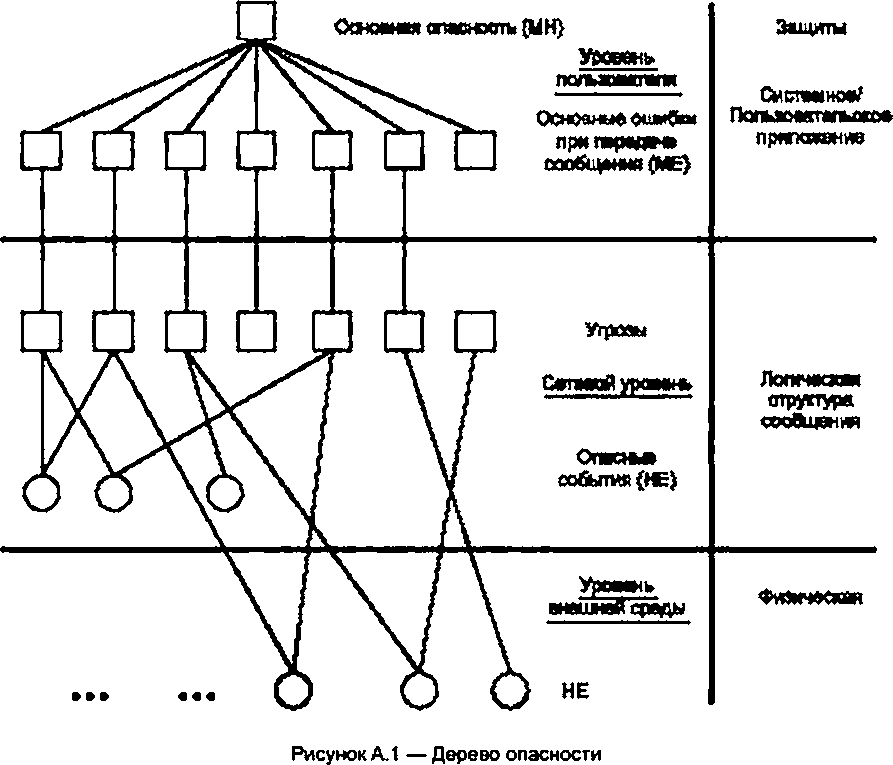 Основная опасность (МН)
Защиты
Уровень
пользователя
Системное/
Пользовательское
приложение
Основные ошибки
при передаче
сообщения (МЕ)
Угрозы
Сетевой уровень
Логическая
структура
сообщения
Опасные
события (НЕ)
Уровень
внешней среды
Физическая
... ...
НЕ
Рисунок А.1 — Дерево опасности